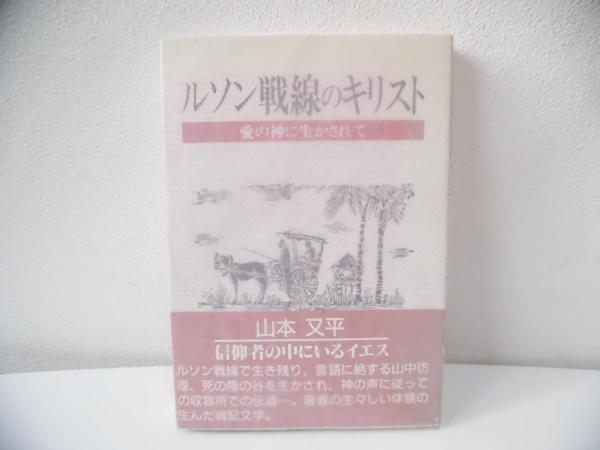 ルソン戦線のキリスト
愛の神に生かされて
山本 又平
信仰者の中にいるイエス
ルソン戦線で生き残り、言語に絶する山中彷
徨、死の陰の谷を生かされ、神の声に従って
の収容所での伝道…。著者の生々しい体験の
生んだ戦記文学。